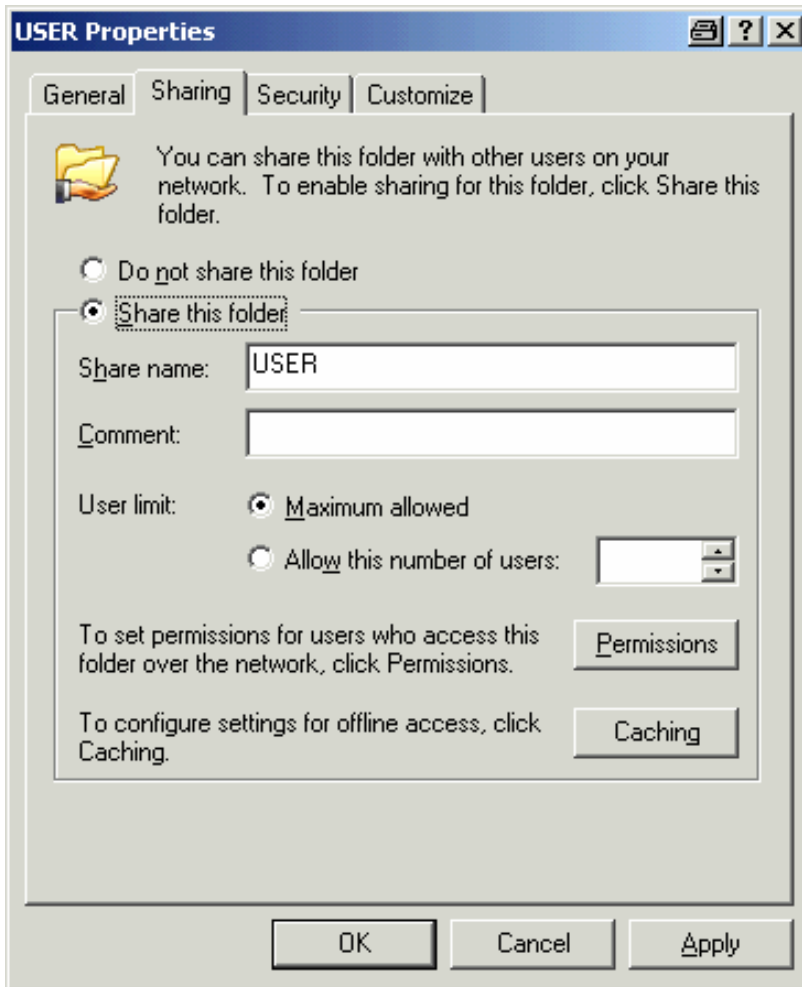 USER Properties
General Sharing Security Customize
You can share this folder with other users on your
network. To enable sharing for this folder, click Share this
folder.
Do not share this folder
Share this folder
Share name: USER
Comment:
User limit: Maximum allowed
Allow this number of users:
To set permissions for users who access this
folder over the network, click Permissions.
Permissions
To configure settings for offline access, click
Caching.
Caching
OK Cancel Apply